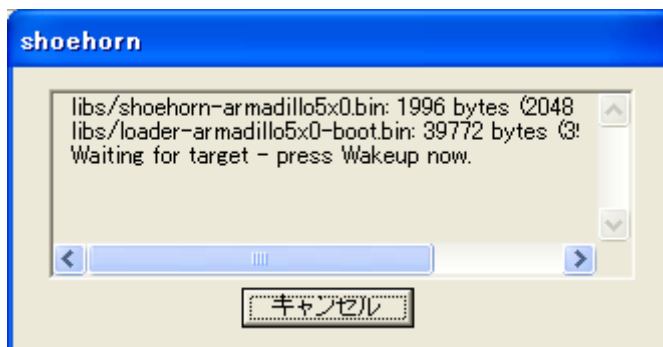 shoehorn
libs/shoehorn-armadillo5x0.bin: 1996 bytes (2048
libs/loader-armadillo5x0-boot.bin: 39772 bytes
Waiting for target - press Wakeup now.
キャンセル